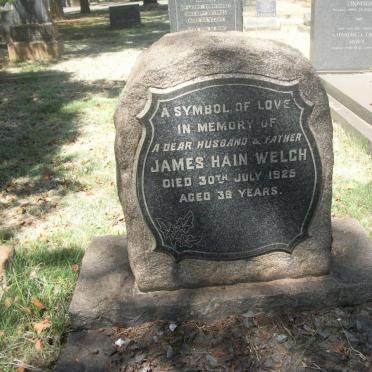 A SYMBOL OF LOVE
IN MEMORY OF
A DEAR HUSBAND & FATHER
JAMES HAIN WELCH
DIED 30TH JULY 1925
AGED 39 YEARS.